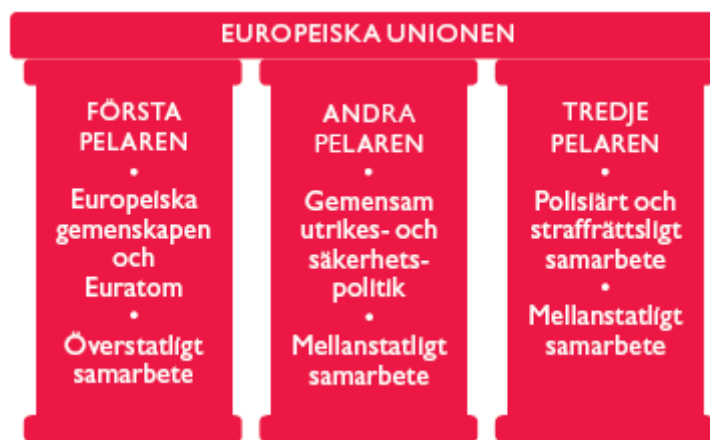 EUROPEISKA UNIONEN
FÖRSTA
PELAREN
•
Europeiska
gemenskapen
och
Euratom
•
Överstatligt
samarbete
ANDRA
PELAREN
•
Gemensam
utrikes- och
säkerhets-
politik
•
Mellanstatligt
samarbete
TREDJE
PELAREN
•
Polisiärt och
straffrättsligt
samarbete
•
Mellanstatligt
samarbete